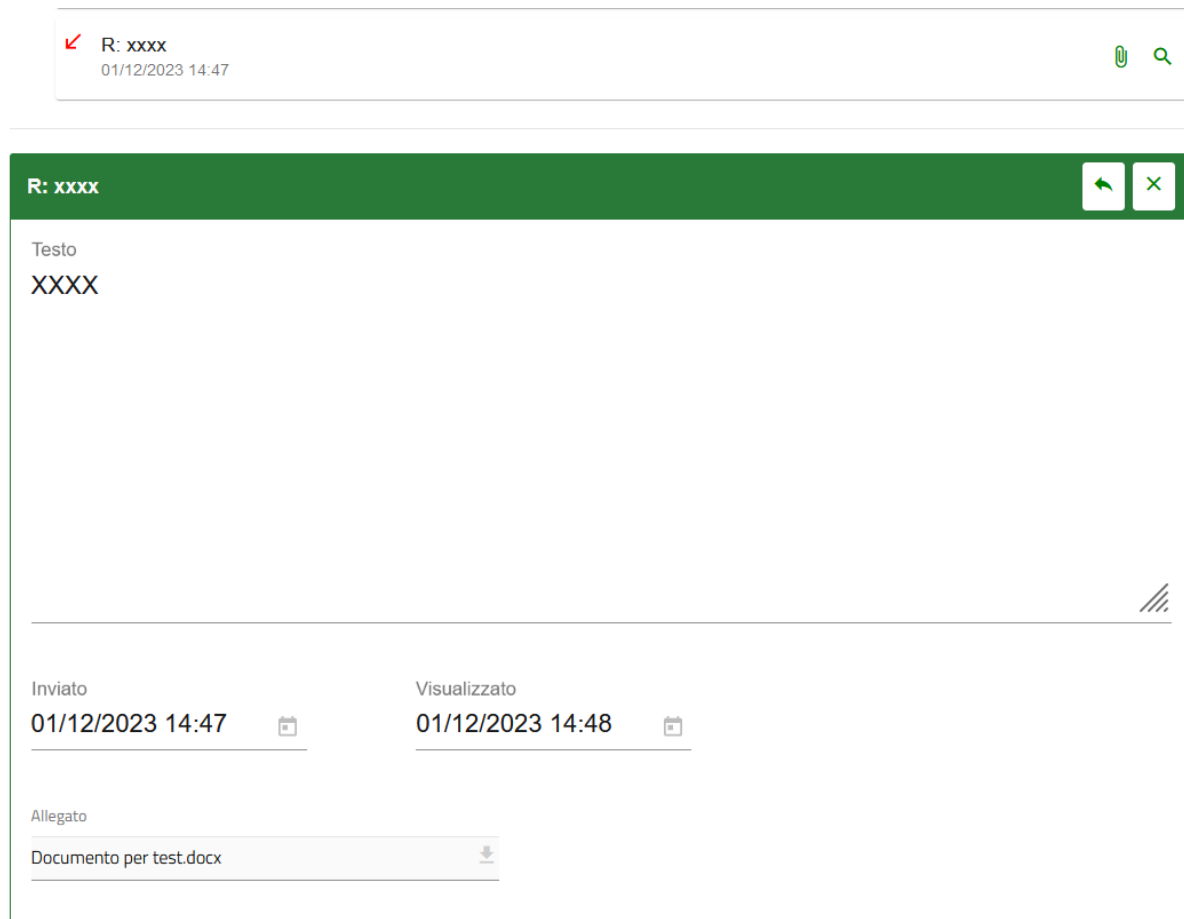 R: xxxx
01/12/2023 14:47
R: xxxx
Testo
XXXX
Inviato
Visualizzato
01/12/2023 14:47
01/12/2023 14:48
Allegato
Documento per test.docx